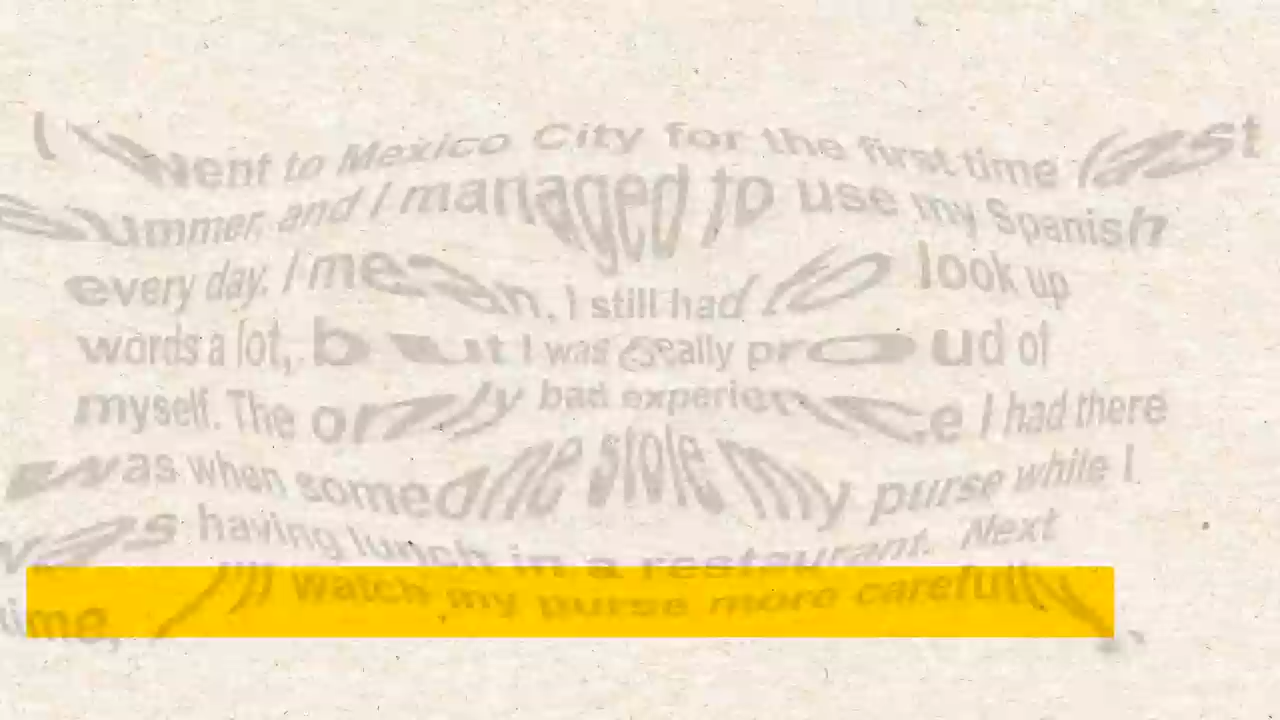 I went to Mexico City for the first time last
summer, and I managed to use my Spanish
every day. I mean, I still had to look up
words a lot, but I was really proud of
myself. The only bad experience I had there
was when someone stole my purse while I
was having lunch in a restaurant. Next
time, I'll watch my purse more carefully.